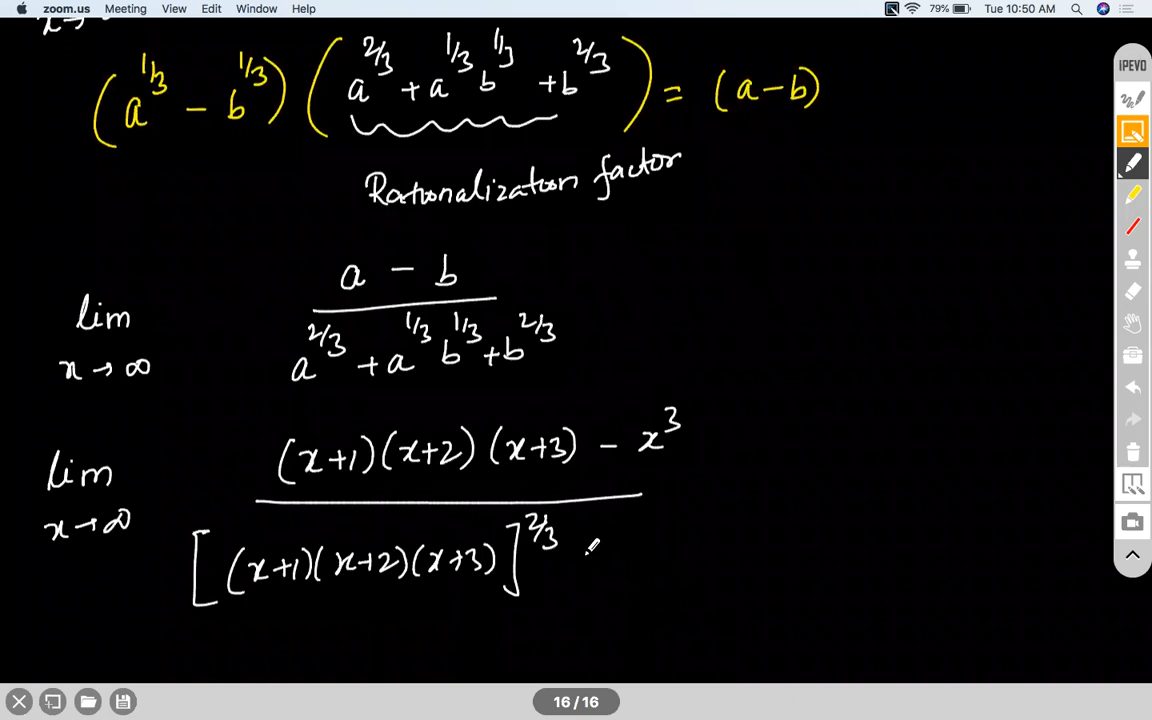 zoom.us Meeting View Edit Window Help 79% Tue 10:50 AM
x→
(a^1/3 − b^1/3) (a^2/3 + a^1/3 b^1/3 + b^2/3) = (a−b)
IPEVO
Rationalization factor
a − b
lim
x→∞
a^2/3 + a^1/3 b^1/3 + b^2/3
(x+1)(x+2)(x+3) − x^3
lim
x→∞
[(x+1)(x+2)(x+3)]^2/3
16/16